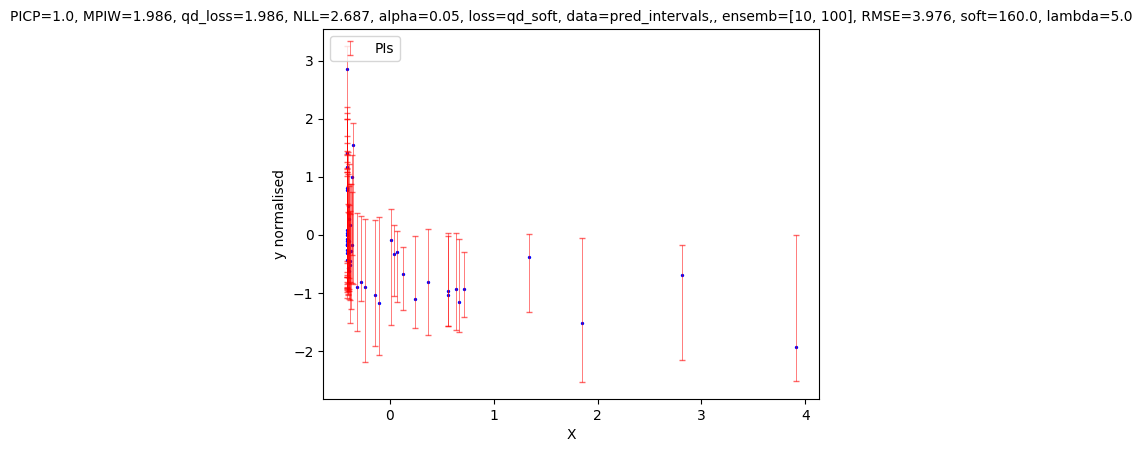 PICP=1.0, MPIW=1.986, qd_loss=1.986, NLL=2.687, alpha=0.05, loss=qd_soft, data=pred_intervals,, ensemb=[10, 100], RMSE=3.976, soft=160.0, lambda=5.0
PIs
3
2
1
0
−1
−2
y normalised
0 1 2 3 4
X